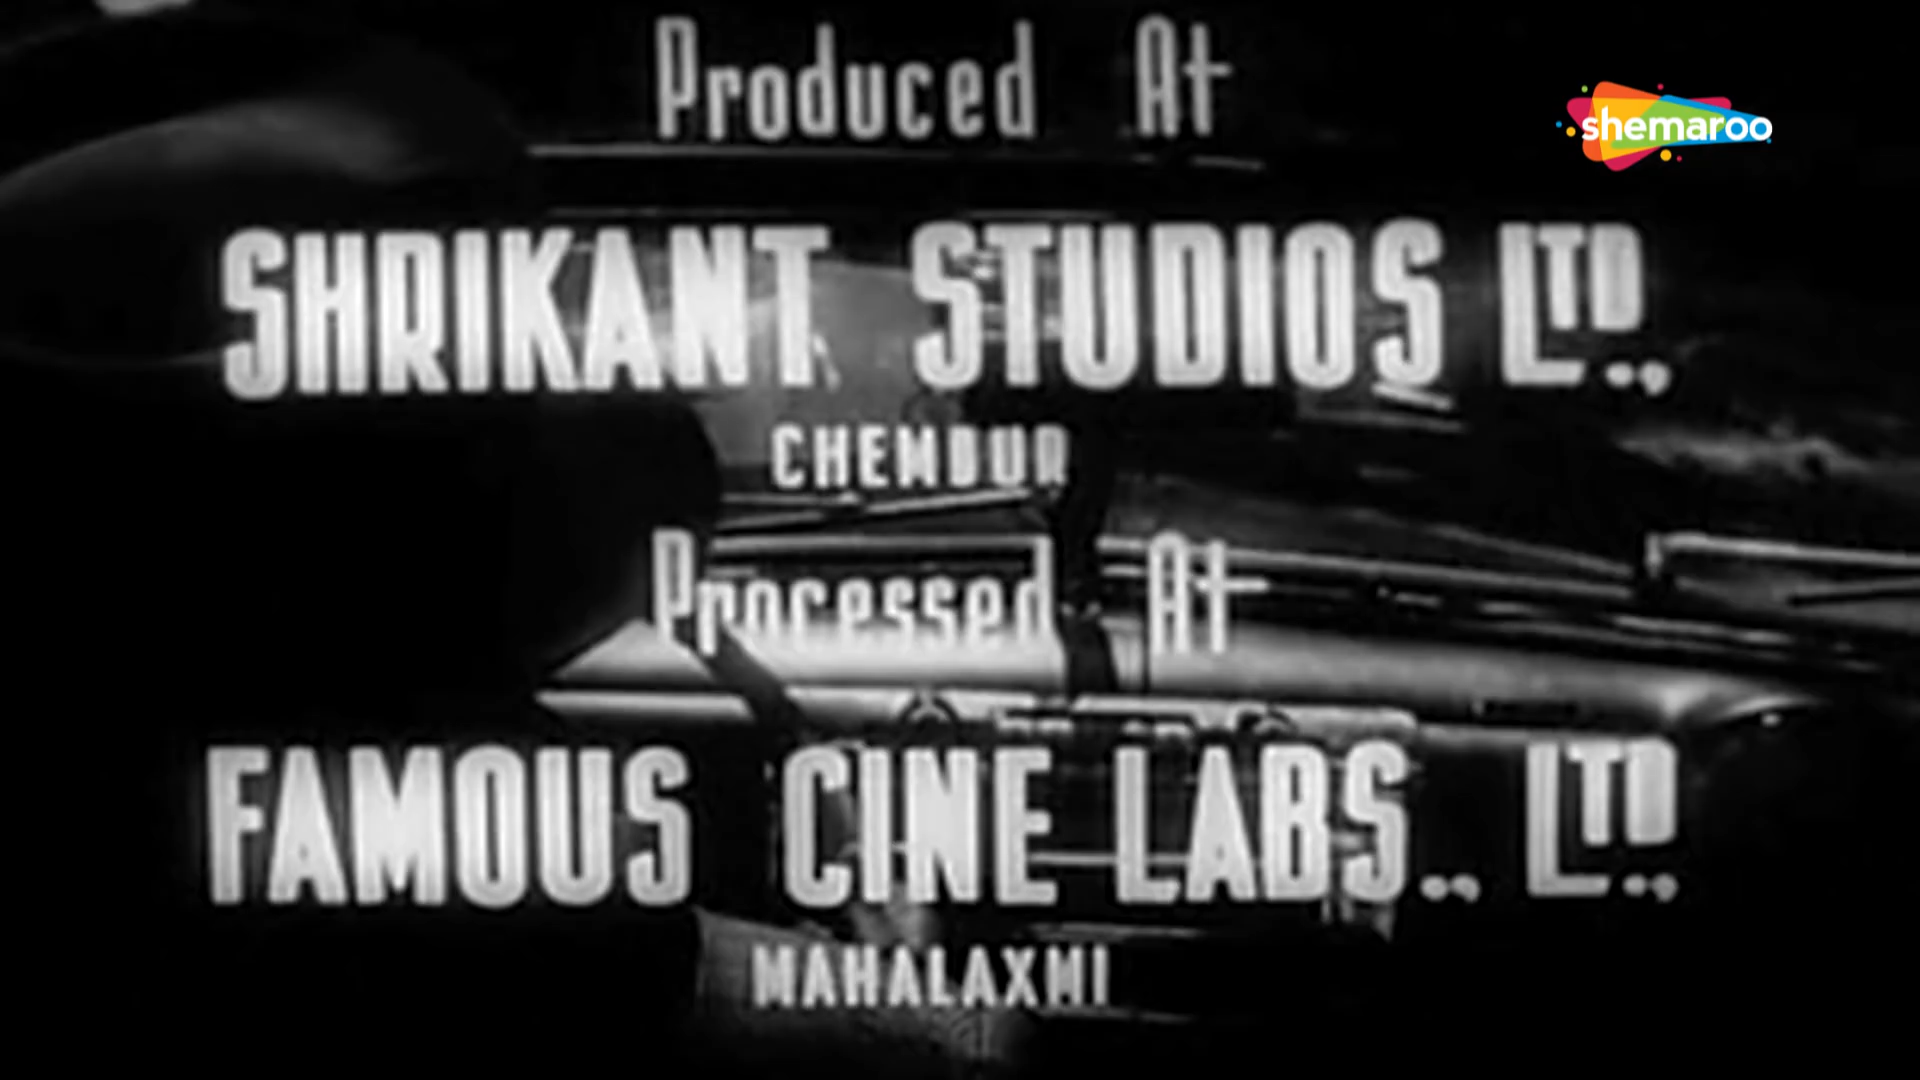 Produced At
shemaroo
SHRIKANT STUDIOS LTD.,
CHEMBUR
Processed At
FAMOUS CINE LABS., LTD.,
MAHALAXMI